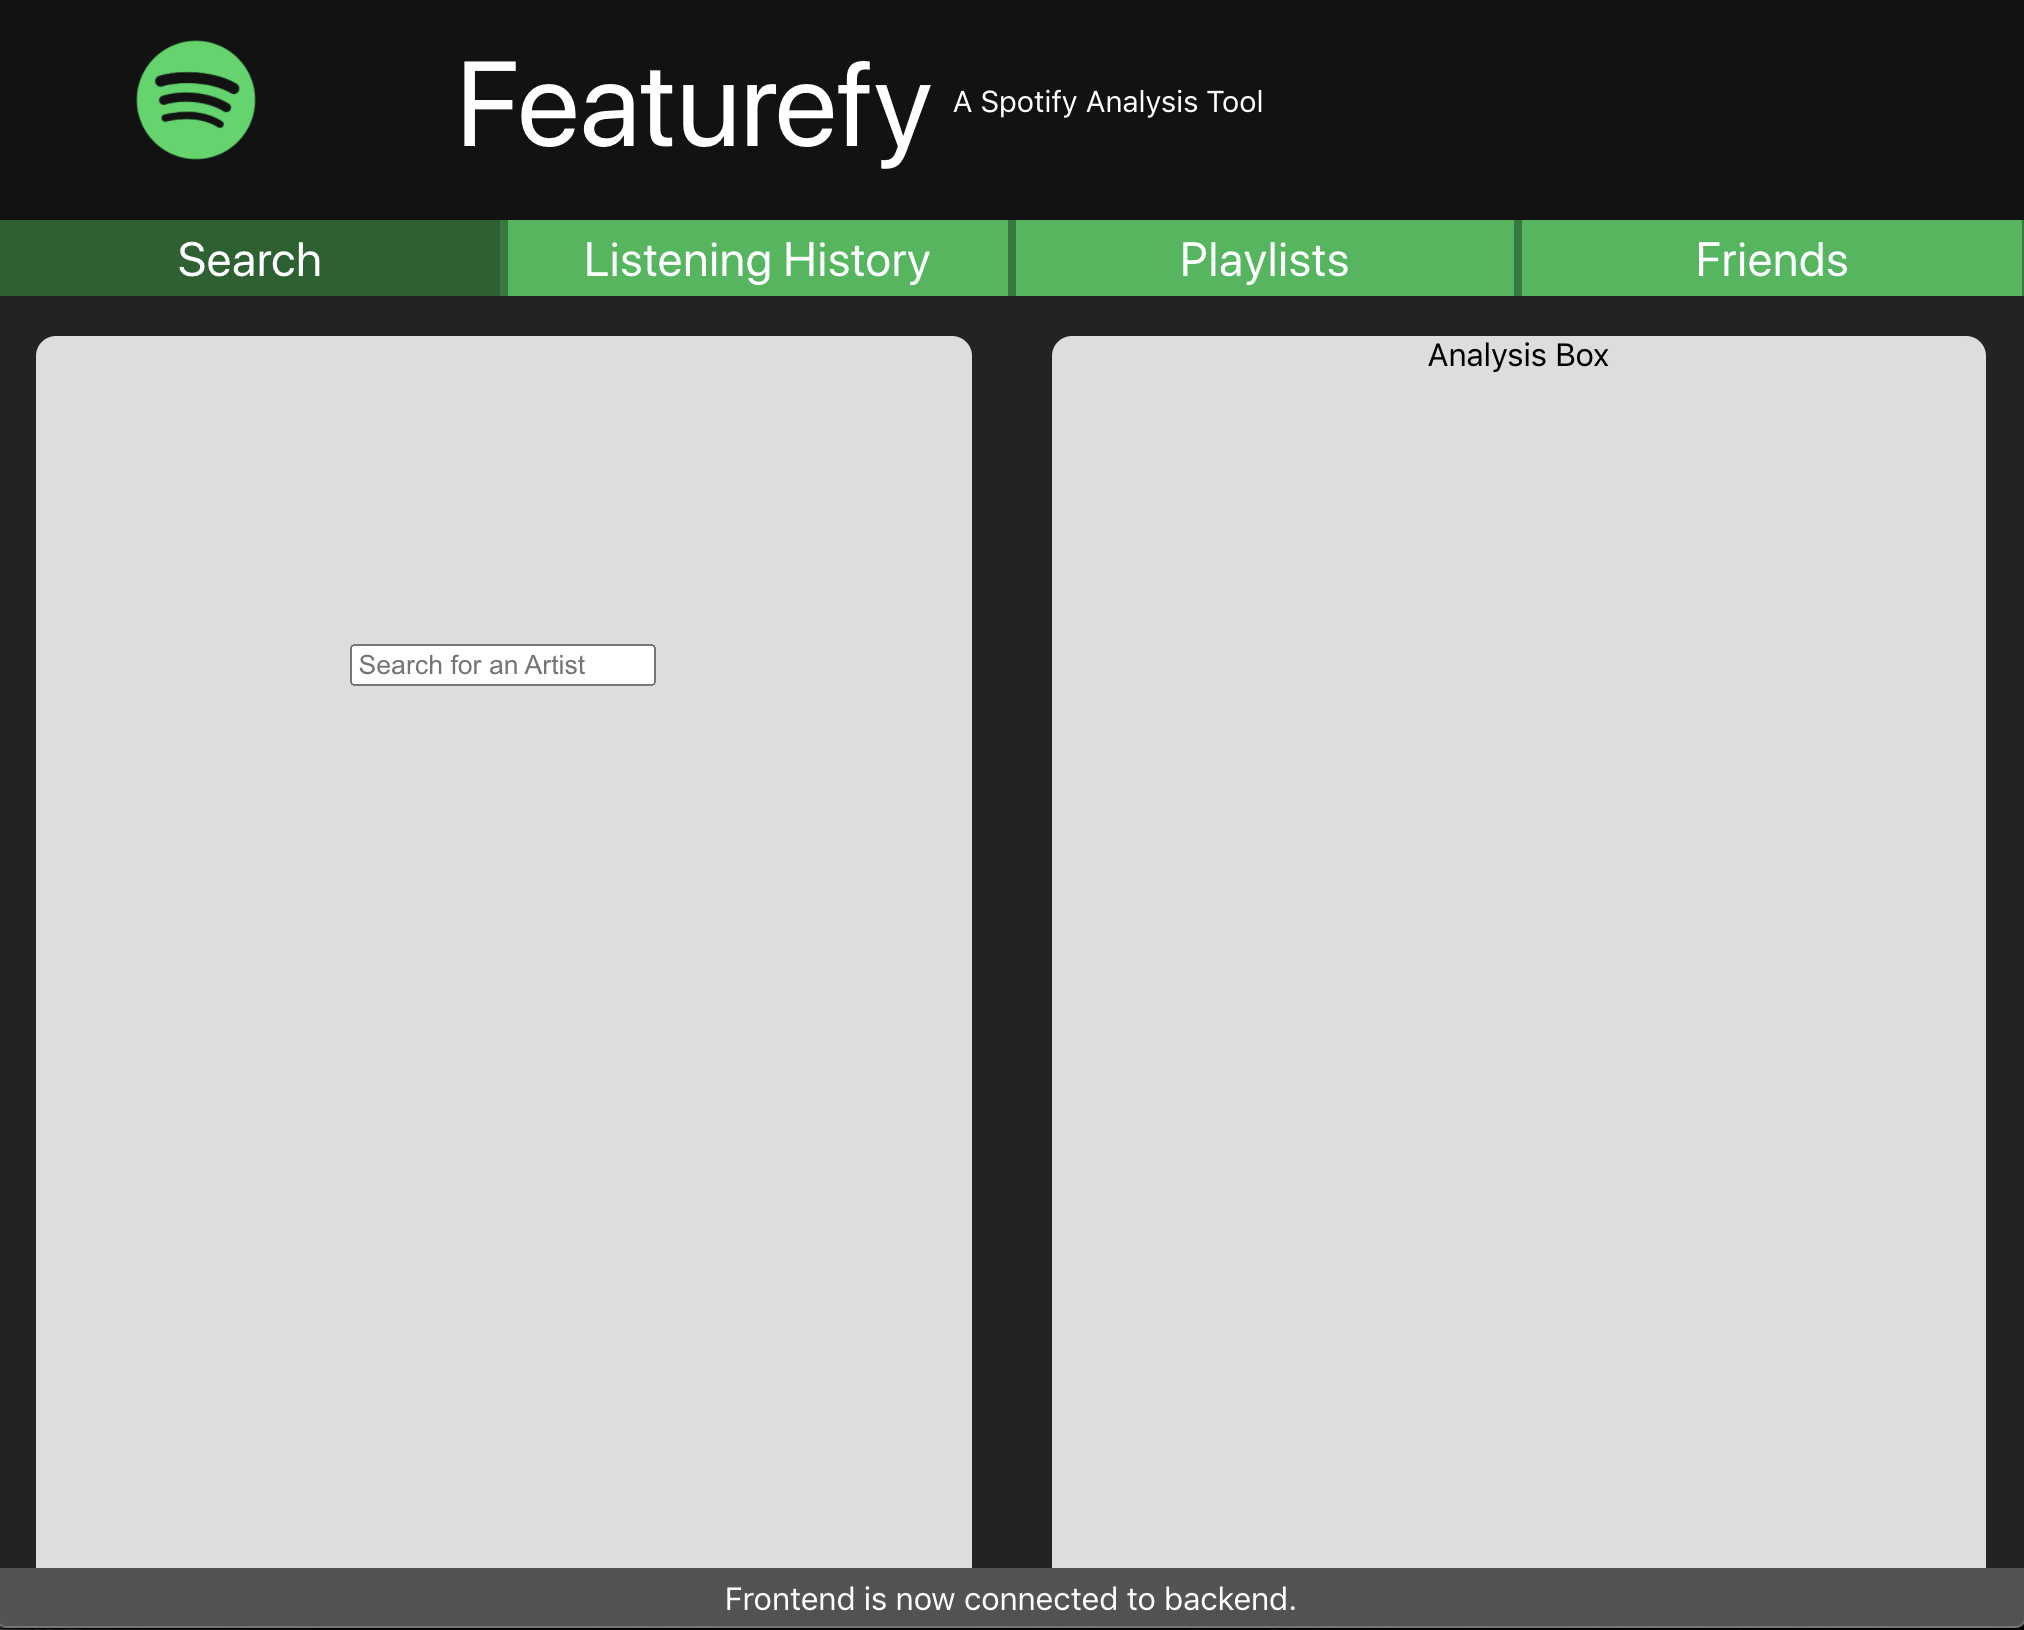 Featurefy A Spotify Analysis Tool
Search Listening History Playlists Friends
Analysis Box
Search for an Artist
Frontend is now connected to backend.